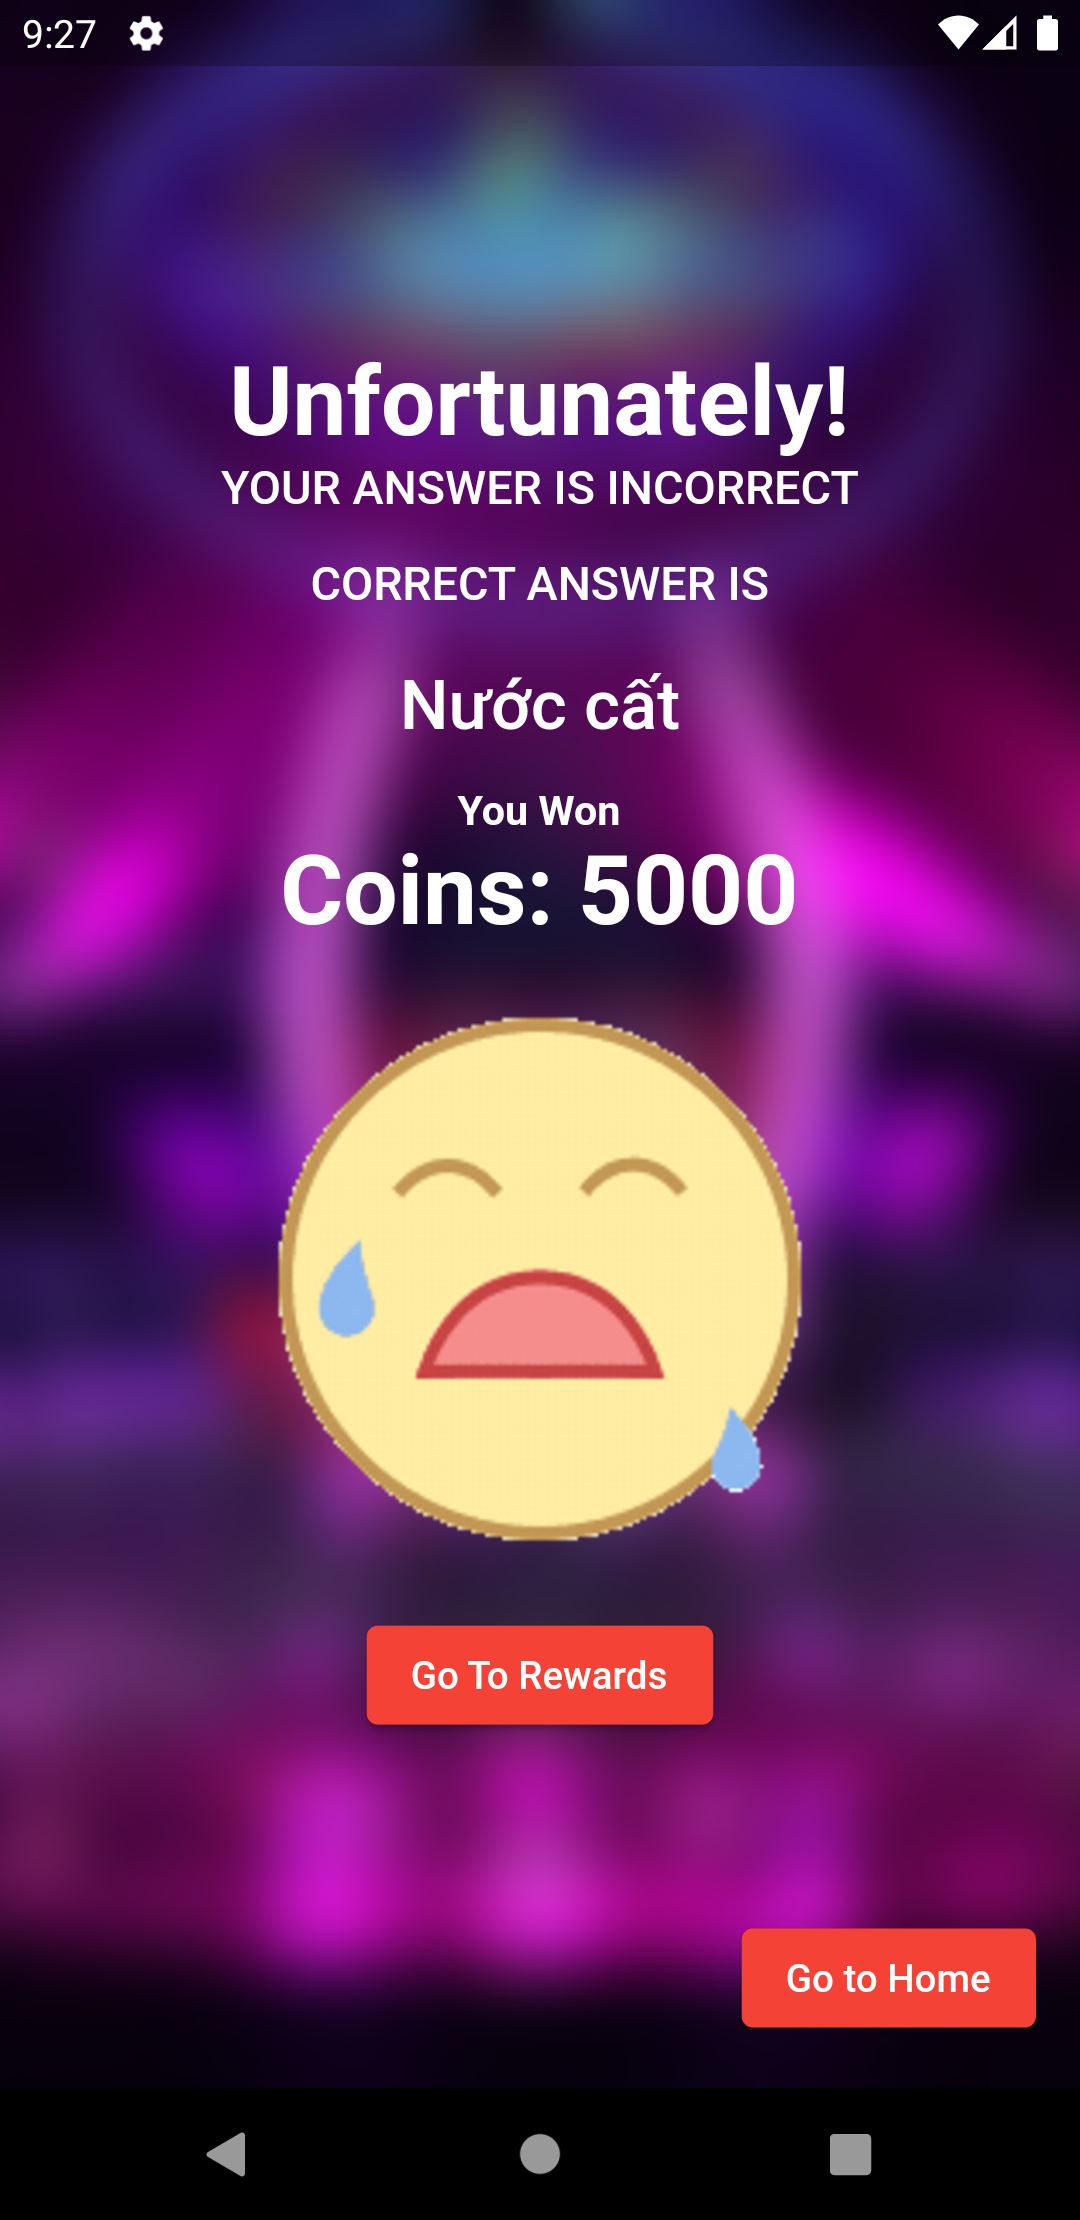 9:27
Unfortunately!
YOUR ANSWER IS INCORRECT
CORRECT ANSWER IS
Nước cất
You Won
Coins: 5000
Go To Rewards
Go to Home